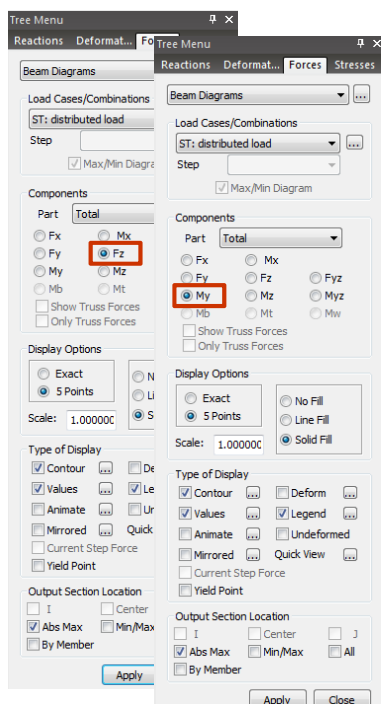 Tree Menu
Reactions Deformat... Fo
Beam Diagrams
Load Cases/Combinations
ST: distributed load
Step
Max/Min Diagra
Components
Part Total
Fx Mx
Fy Fz
My Mz
Mb Mt
Show Truss Forces
Only Truss Forces
Display Options
Exact
5 Points
N
Li
S
Scale: 1.000000
Type of Display
Contour ... De
Values ... Le
Animate ... Ur
Mirrored ... Quick
Current Step Force
Yield Point
Output Section Location
I Center
Abs Max Min/Max
By Member
Apply
Tree Menu
Reactions Deformat... Forces Stresses
Beam Diagrams ...
Load Cases/Combinations
ST: distributed load ...
Step
Max/Min Diagram
Components
Part Total
Fx Mx
Fy Fz Fyz
My Mz Myz
Mb Mt Mw
Show Truss Forces
Only Truss Forces
Display Options
Exact
5 Points
No Fill
Line Fill
Solid Fill
Scale: 1.00000C
Type of Display
Contour ... Deform ...
Values ... Legend ...
Animate ... Undeformed
Mirrored ... Quick View ...
Current Step Force
Yield Point
Output Section Location
I Center J
Abs Max Min/Max All
By Member
Apply Close